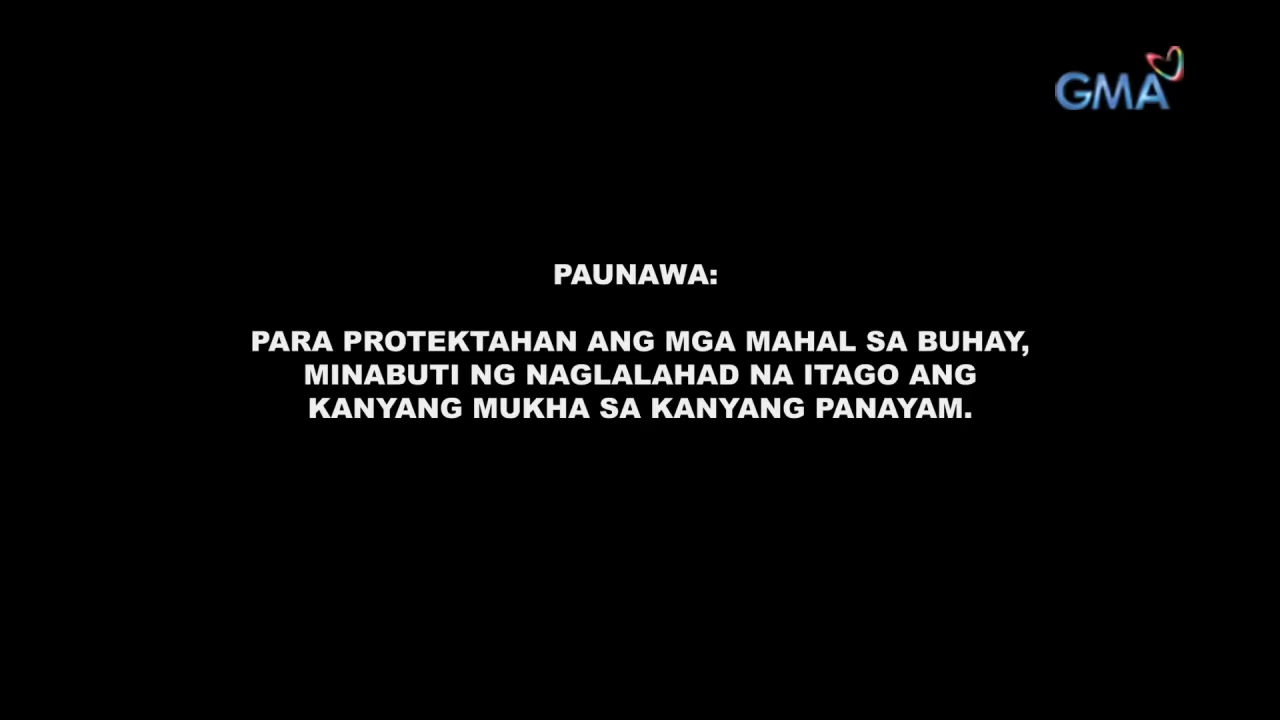 GMA
PAUNAWA:
PARA PROTEKTAHAN ANG MGA MAHAL SA BUHAY,
MINABUTI NG NAGLALAHAD NA ITAGO ANG
KANYANG MUKHA SA KANYANG PANAYAM.